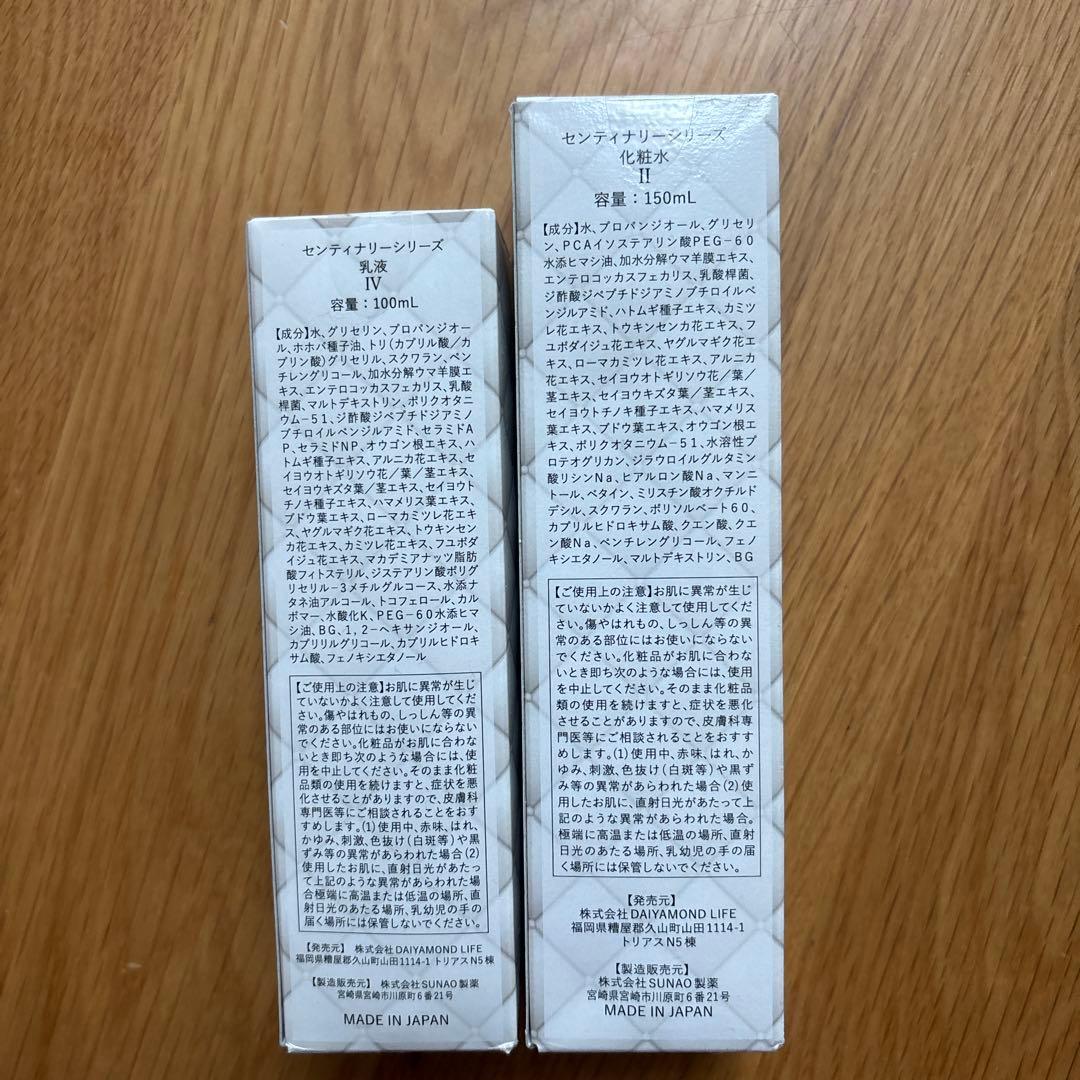 センティナリーシリーズ
乳液
IV
容量：100mL
【成分】水、グリセリン、プロパンジオー
ル、ホホバ種子油、トリ(カプリル酸／カ
プリン酸)グリセリル、スクワラン、ペン
チレングリコール、加水分解ウマ羊膜エ
キス、エンテロコッカスフェカリス、乳酸
桿菌、マルトデキストリン、ポリクオタニ
ウム−51、ジ酢酸ジペプチドジアミノ
ブチロイルベンジルアミド、セラミドA
P、セラミドNP、オウゴン根エキス、ハ
トムギ種子エキス、アルニカ花エキス、セ
イヨウオトギリソウ花／葉／茎エキス、
セイヨウキズタ葉／茎エキス、セイヨウト
チノキ種子エキス、ハマメリス葉エキス、
ブドウ葉エキス、ローマカミツレ花エキ
ス、ヤグルマギク花エキス、トウキンセン
カ花エキス、カミツレ花エキス、フユボダ
イジュ花エキス、マカデミアナッツ脂肪
酸フィトステリル、ジステアリン酸ポリグ
リセリル−3メチルグルコース、水添ナ
タネ油アルコール、トコフェロール、カル
ボマー、水酸化K、PEG−60水添ヒマ
シ油、BG、1，2−ヘキサンジオール、
カプリリルグリコール、カプリルヒドロキ
サム酸、フェノキシエタノール
【ご使用上の注意】お肌に異常が生じ
ていないかよく注意して使用してくだ
さい。傷やはれもの、しっしん等の異
常のある部位にはお使いにならない
でください。化粧品がお肌に合わな
いとき即ち次のような場合には、使
用を中止してください。そのまま化粧
品類の使用を続けますと、症状を悪
化させることがありますので、皮膚科
専門医等にご相談されることをおす
すめします。(1)使用中、赤味、はれ、
かゆみ、刺激、色抜け(白斑等)や黒
ずみ等の異常があらわれた場合(2)
使用したお肌に、直射日光があたっ
て上記のような異常があらわれた場
合極端に高温または低温の場所、直
射日光のあたる場所、乳幼児の手の
届く場所には保管しないでください。
【発売元】 株式会社DAIYAMOND LIFE
福岡県糟屋郡久山町山田1114-1 トリアスN5棟
【製造販売元】 株式会社SUNAO製薬
宮崎県宮崎市川原町6番21号
MADE IN JAPAN
センティナリーシリーズ
化粧水
II
容量：150mL
【成分】水、プロパンジオール、グリセリ
ン、PCAイソステアリン酸PEG−60
水添ヒマシ油、加水分解ウマ羊膜エキス、
エンテロコッカスフェカリス、乳酸桿菌、
ジ酢酸ジペプチドジアミノブチロイルベ
ンジルアミド、ハトムギ種子エキス、カミツ
レ花エキス、トウキンセンカ花エキス、フ
ユボダイジュ花エキス、ヤグルマギク花エ
キス、ローマカミツレ花エキス、アルニカ
花エキス、セイヨウオトギリソウ花／葉／
茎エキス、セイヨウキズタ葉／茎エキス、
セイヨウトチノキ種子エキス、ハマメリス
葉エキス、ブドウ葉エキス、オウゴン根エ
キス、ポリクオタニウム−51、水溶性プ
ロテオグリカン、ジラウロイルグルタミン
酸リシンNa、ヒアルロン酸Na、マンニ
トール、ベタイン、ミリスチン酸オクチルド
デシル、スクワラン、ポリソルベート60、
カプリルヒドロキサム酸、クエン酸、クエ
ン酸Na、ペンチレングリコール、フェノ
キシエタノール、マルトデキストリン、BG
【ご使用上の注意】お肌に異常が生じ
ていないかよく注意して使用してくだ
さい。傷やはれもの、しっしん等の異
常のある部位にはお使いにならない
でください。化粧品がお肌に合わな
いとき即ち次のような場合には、使用
を中止してください。そのまま化粧品
類の使用を続けますと、症状を悪化
させることがありますので、皮膚科専
門医等にご相談されることをおすす
めします。(1)使用中、赤味、はれ、か
ゆみ、刺激、色抜け(白斑等)や黒ず
み等の異常があらわれた場合(2)使
用したお肌に、直射日光があたって上
記のような異常があらわれた場合。
極端に高温または低温の場所、直射
日光のあたる場所、乳幼児の手の届
く場所には保管しないでください。
【発売元】
株式会社DAIYAMOND LIFE
福岡県糟屋郡久山町山田1114-1
トリアスN5棟
【製造販売元】
株式会社SUNAO製薬
宮崎県宮崎市川原町6番21号
MADE IN JAPAN